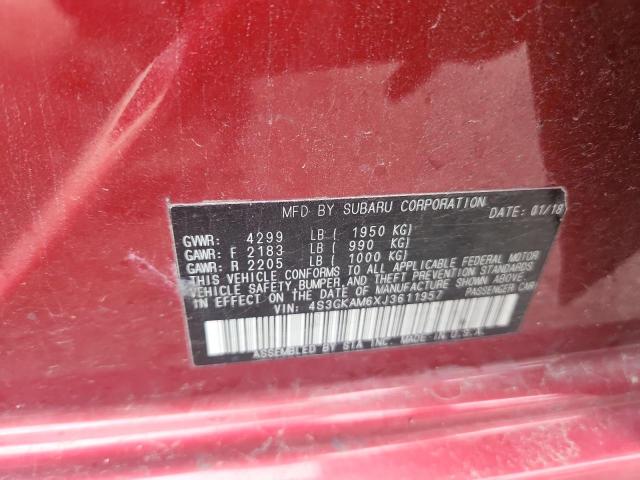 MFD BY SUBARU CORPORATION DATE: 01/18
GVWR: 4299 LB ( 1950 KG)
GAWR: F 2183 LB ( 990 KG)
GAWR: R 2205 LB ( 1000 KG)
THIS VEHICLE CONFORMS TO ALL APPLICABLE FEDERAL MOTOR
VEHICLE SAFETY, BUMPER, AND THEFT PREVENTION STANDARDS
IN EFFECT ON THE DATE OF MANUFACTURE SHOWN ABOVE.
VIN: 4S3GKAM6XJ3611957 PASSENGER CAR
ASSEMBLED BY SIA INC. MADE IN U.S.A.